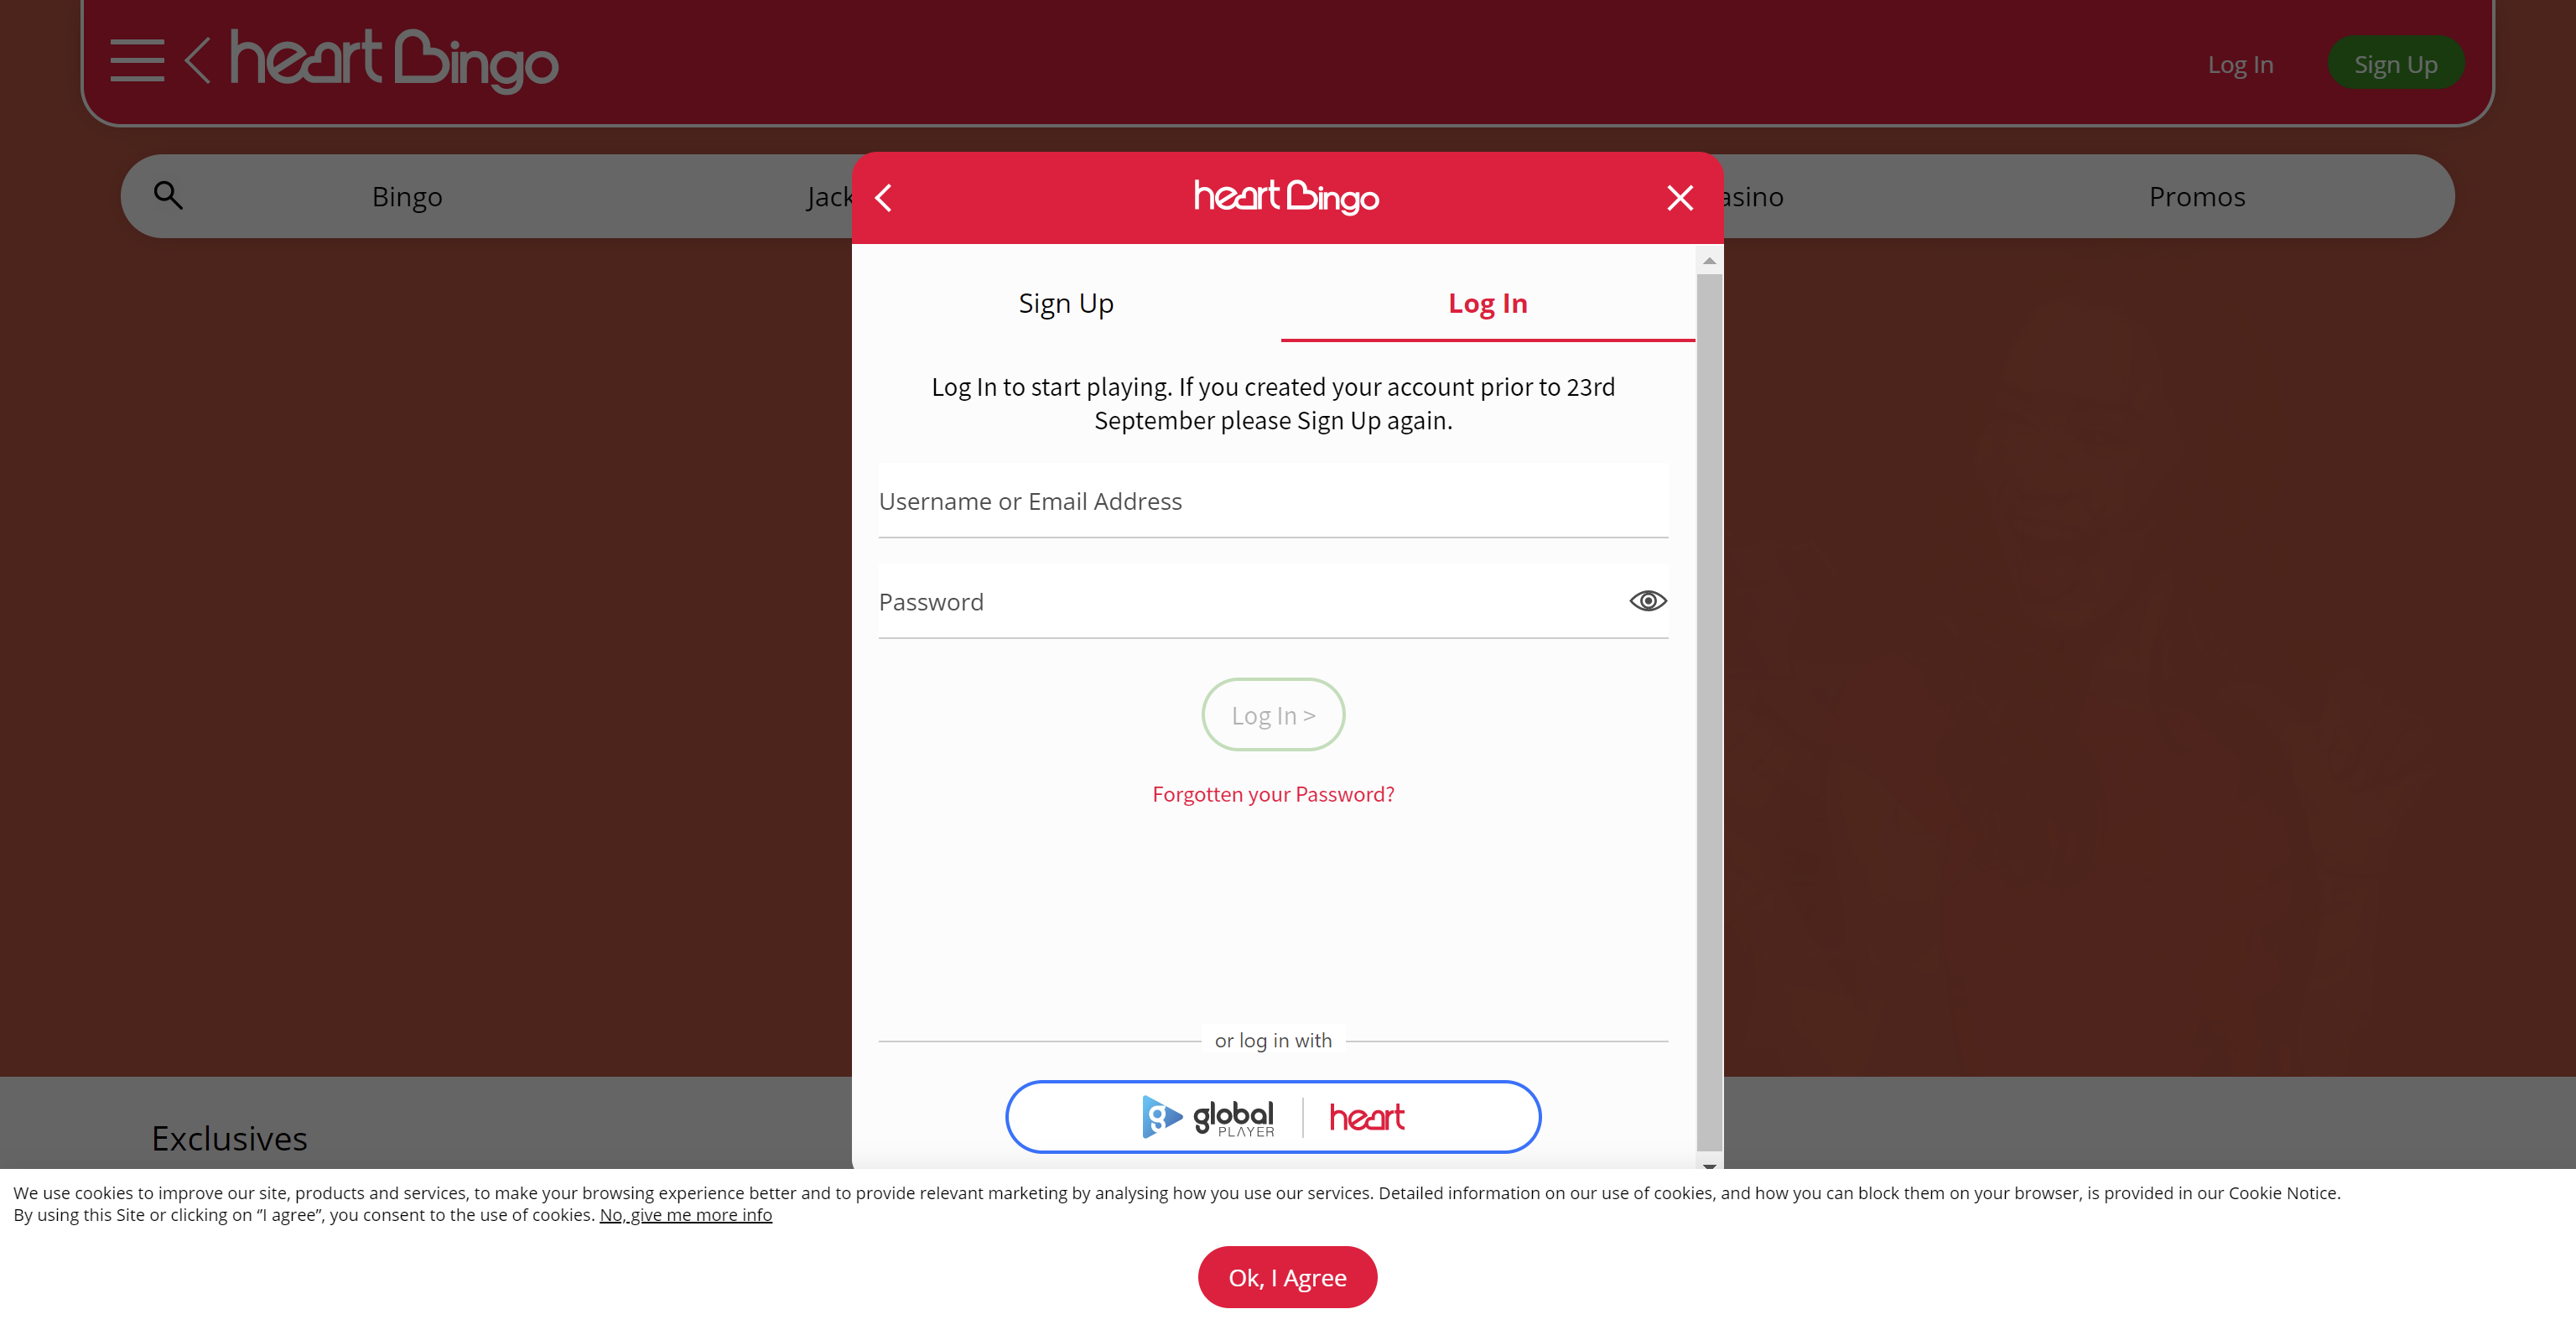 heart Bingo
Log In
Sign Up
Bingo
Promos
heart Bingo
Sign Up
Log In
Log In to start playing. If you created your account prior to 23rd
September please Sign Up again.
Username or Email Address
Password
Log In >
Forgotten your Password?
or log in with
global PLAYER
heart
Exclusives
We use cookies to improve our site, products and services, to make your browsing experience better and to provide relevant marketing by analysing how you use our services. Detailed information on our use of cookies, and how you can block them on your browser, is provided in our Cookie Notice.
By using this Site or clicking on “I agree”, you consent to the use of cookies. No, give me more info
Ok, I Agree